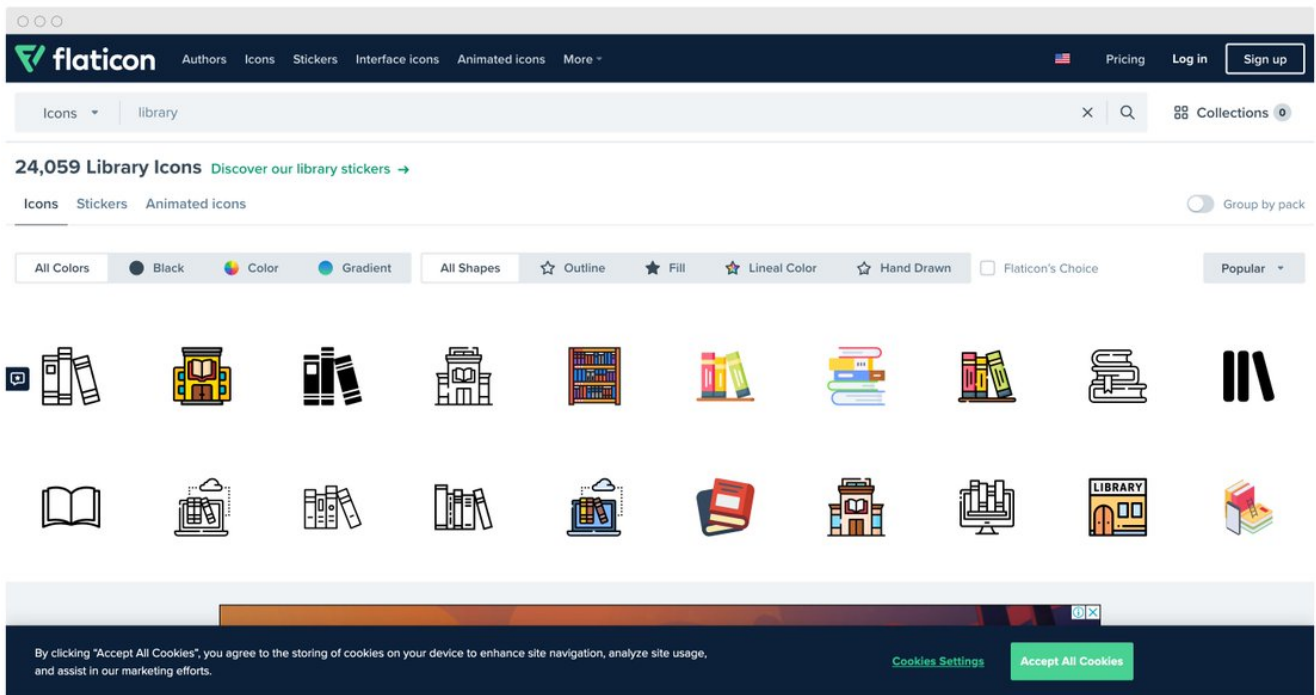 flaticon Authors Icons Stickers Interface icons Animated icons More Pricing Log in Sign up
Icons library Collections 0
24,059 Library Icons Discover our library stickers →
Icons Stickers Animated icons Group by pack
All Colors Black Color Gradient All Shapes Outline Fill Lineal Color Hand Drawn Flaticon's Choice Popular
LIBRARY
By clicking "Accept All Cookies", you agree to the storing of cookies on your device to enhance site navigation, analyze site usage,
and assist in our marketing efforts.
Cookies Settings Accept All Cookies